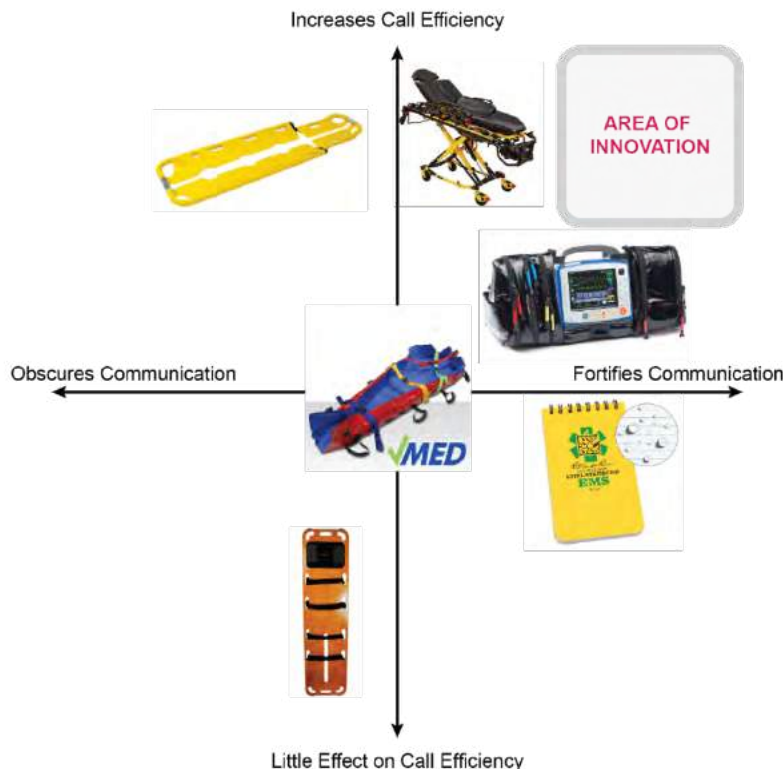 Increases Call Efficiency
AREA OF
INNOVATION
Obscures Communication
Fortifies Communication
MED
EMS
Little Effect on Call Efficiency